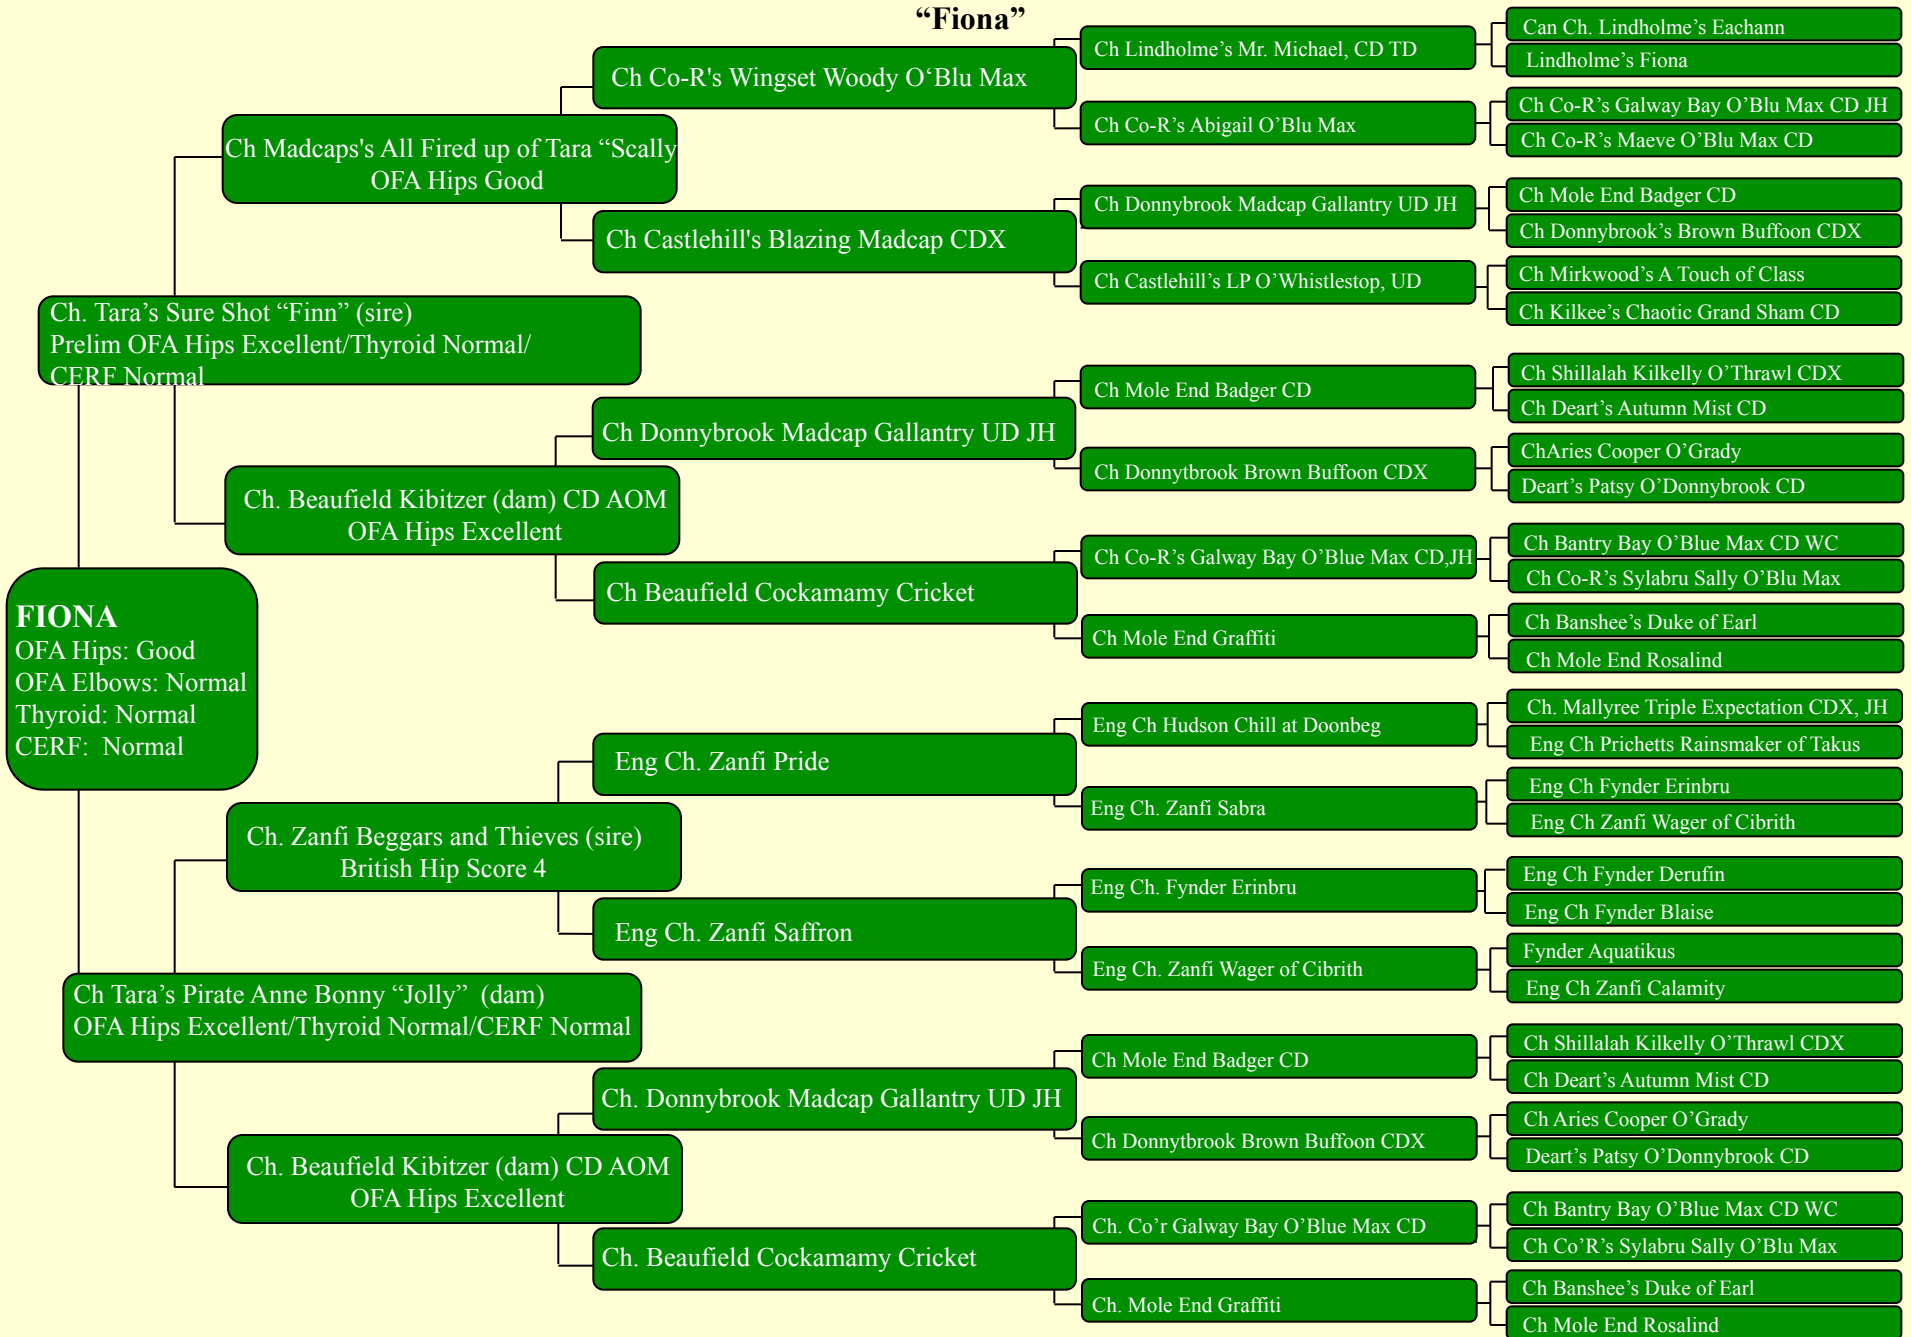 “Fiona”
FIONA
OFA Hips: Good
OFA Elbows: Normal
Thyroid: Normal
CERF:  Normal
Ch. Tara’s Sure Shot “Finn” (sire)
Prelim OFA Hips Excellent/Thyroid Normal/
CERF Normal
Ch Tara’s Pirate Anne Bonny “Jolly”  (dam)
OFA Hips Excellent/Thyroid Normal/CERF Normal
Ch Madcaps's All Fired up of Tara “Scally
OFA Hips Good
Ch. Beaufield Kibitzer (dam) CD AOM
OFA Hips Excellent
Ch. Zanfi Beggars and Thieves (sire)
British Hip Score 4
Ch. Beaufield Kibitzer (dam) CD AOM
OFA Hips Excellent
Ch Co-R's Wingset Woody O‘Blu Max
Ch Castlehill's Blazing Madcap CDX
Ch Donnybrook Madcap Gallantry UD JH
Ch Beaufield Cockamamy Cricket
Eng Ch. Zanfi Pride
Eng Ch. Zanfi Saffron
Ch. Donnybrook Madcap Gallantry UD JH
Ch. Beaufield Cockamamy Cricket
Ch Lindholme’s Mr. Michael, CD TD
Ch Co-R’s Abigail O’Blu Max
Ch Donnybrook Madcap Gallantry UD JH
Ch Castlehill’s LP O’Whistlestop, UD
Ch Mole End Badger CD
Ch Donnytbrook Brown Buffoon CDX
Ch Co-R’s Galway Bay O’Blue Max CD,JH
Ch Mole End Graffiti
Eng Ch Hudson Chill at Doonbeg
Eng Ch. Zanfi Sabra
Eng Ch. Fynder Erinbru
Eng Ch. Zanfi Wager of Cibrith
Ch Mole End Badger CD
Ch Donnytbrook Brown Buffoon CDX
Ch. Co’r Galway Bay O’Blue Max CD
Ch. Mole End Graffiti
Can Ch. Lindholme’s Eachann
Lindholme’s Fiona
Ch Co-R’s Galway Bay O’Blu Max CD JH
Ch Co-R’s Maeve O’Blu Max CD
Ch Mole End Badger CD
Ch Donnybrook’s Brown Buffoon CDX
Ch Mirkwood’s A Touch of Class
Ch Kilkee’s Chaotic Grand Sham CD
Ch Shillalah Kilkelly O’Thrawl CDX
Ch Deart’s Autumn Mist CD
ChAries Cooper O’Grady
Deart’s Patsy O’Donnybrook CD
Ch Bantry Bay O’Blue Max CD WC
Ch Co-R’s Sylabru Sally O’Blu Max
Ch Banshee’s Duke of Earl
Ch Mole End Rosalind
Ch. Mallyree Triple Expectation CDX, JH
Eng Ch Prichetts Rainsmaker of Takus
Eng Ch Fynder Erinbru
Eng Ch Zanfi Wager of Cibrith
Eng Ch Fynder Derufin
Eng Ch Fynder Blaise
Fynder Aquatikus
Eng Ch Zanfi Calamity
Ch Shillalah Kilkelly O’Thrawl CDX
Ch Deart’s Autumn Mist CD
Ch Aries Cooper O’Grady
Deart’s Patsy O’Donnybrook CD
Ch Bantry Bay O’Blue Max CD WC
Ch Co’R’s Sylabru Sally O’Blu Max
Ch Banshee’s Duke of Earl
Ch Mole End Rosalind